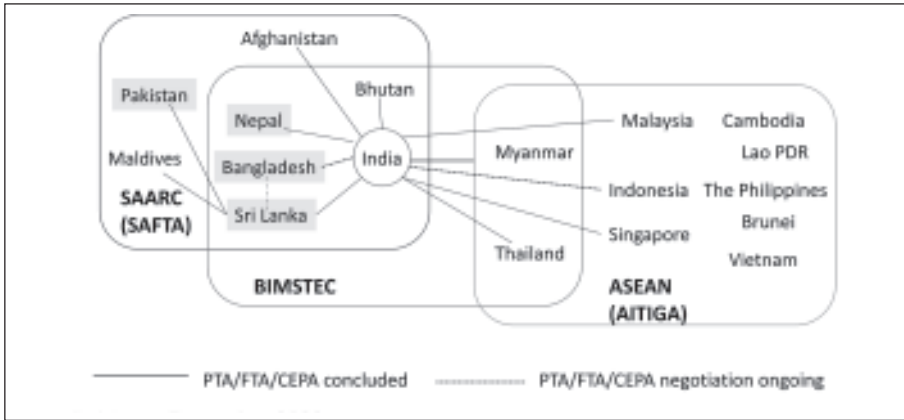 Afghanistan
Bhutan
Pakistan
Nepal
Malaysia
Cambodia
India
Myanmar
Lao PDR
Maldives
Bangladesh
SAARC
(SAFTA)
Sri Lanka
Indonesia
The Philippines
Singapore
Brunei
Thailand
Vietnam
BIMSTEC
ASEAN
(AITIGA)
PTA/FTA/CEPA concluded
PTA/FTA/CEPA negotiation ongoing